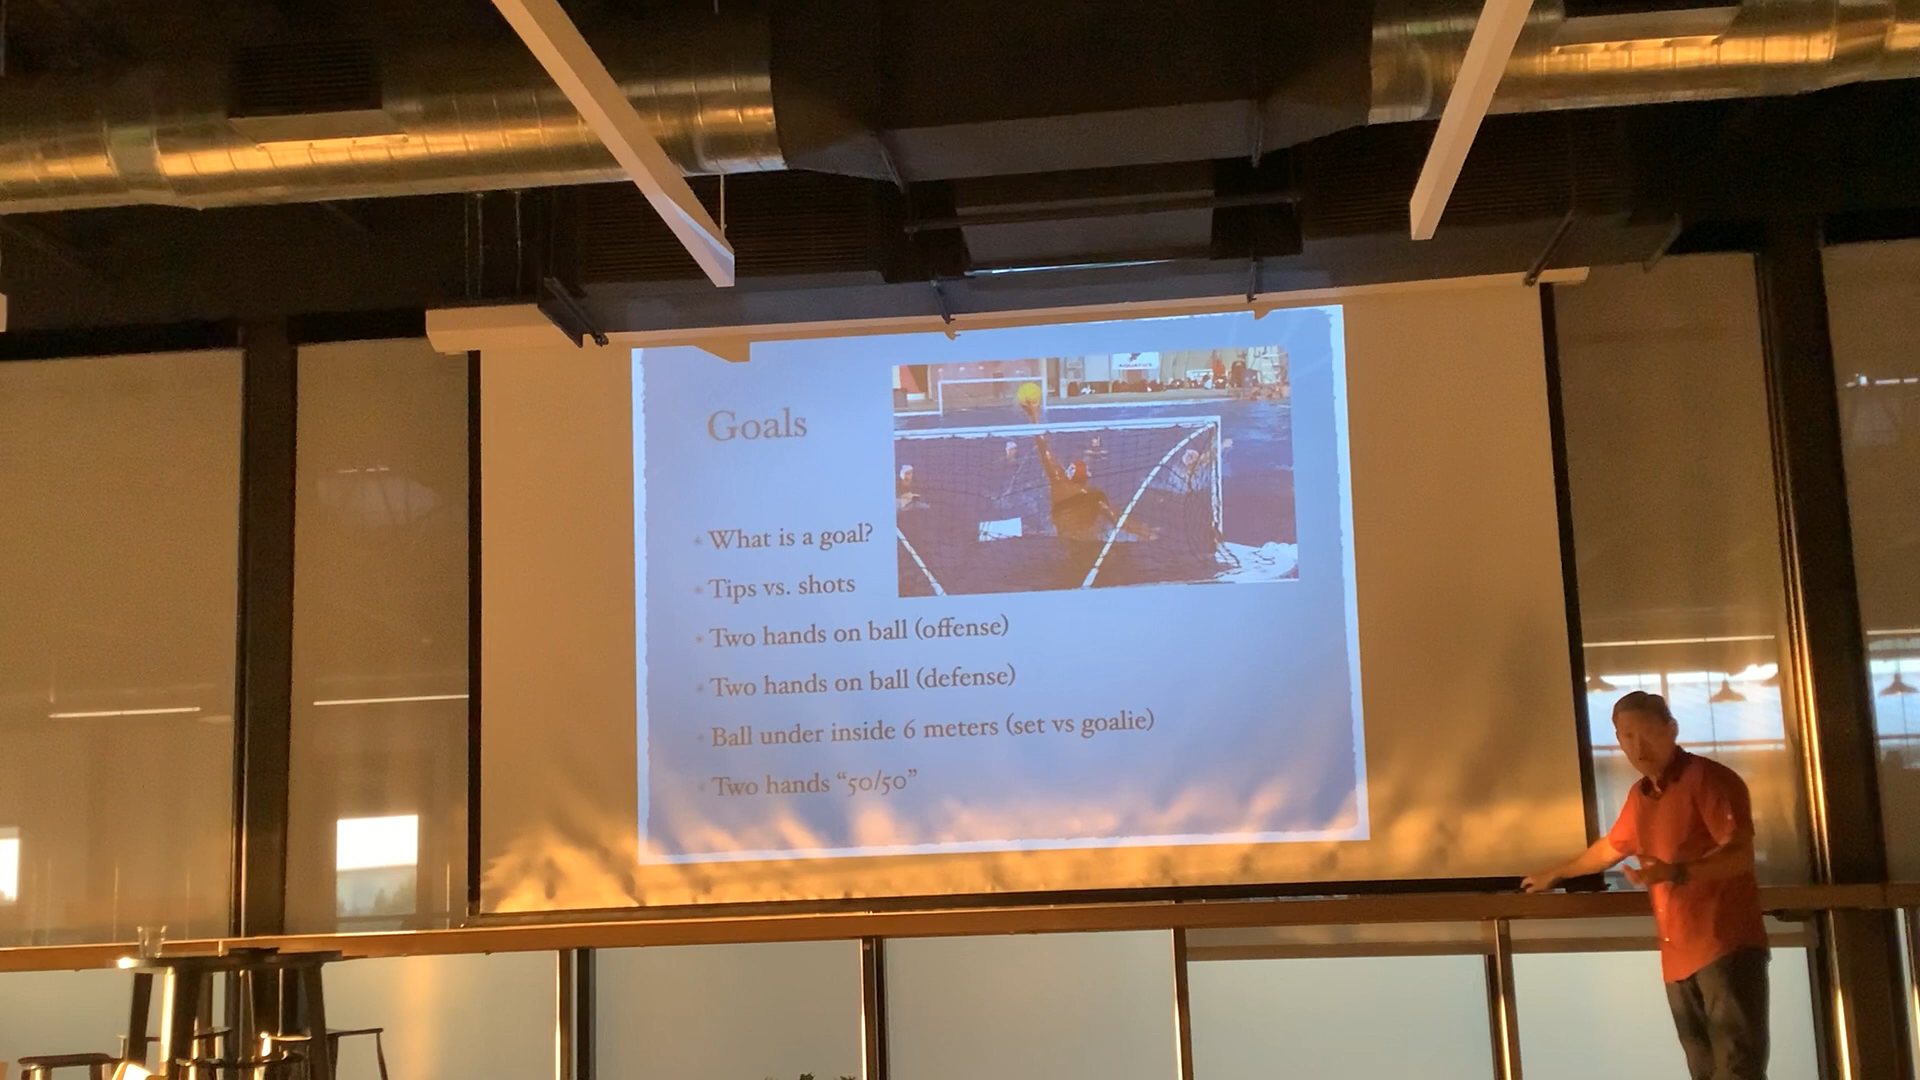 AQUATICS
Goals
What is a goal?
Tips vs. shots
Two hands on ball (offense)
Two hands on ball (defense)
Ball under inside 6 meters (set vs goalie)
Two hands “50/50”